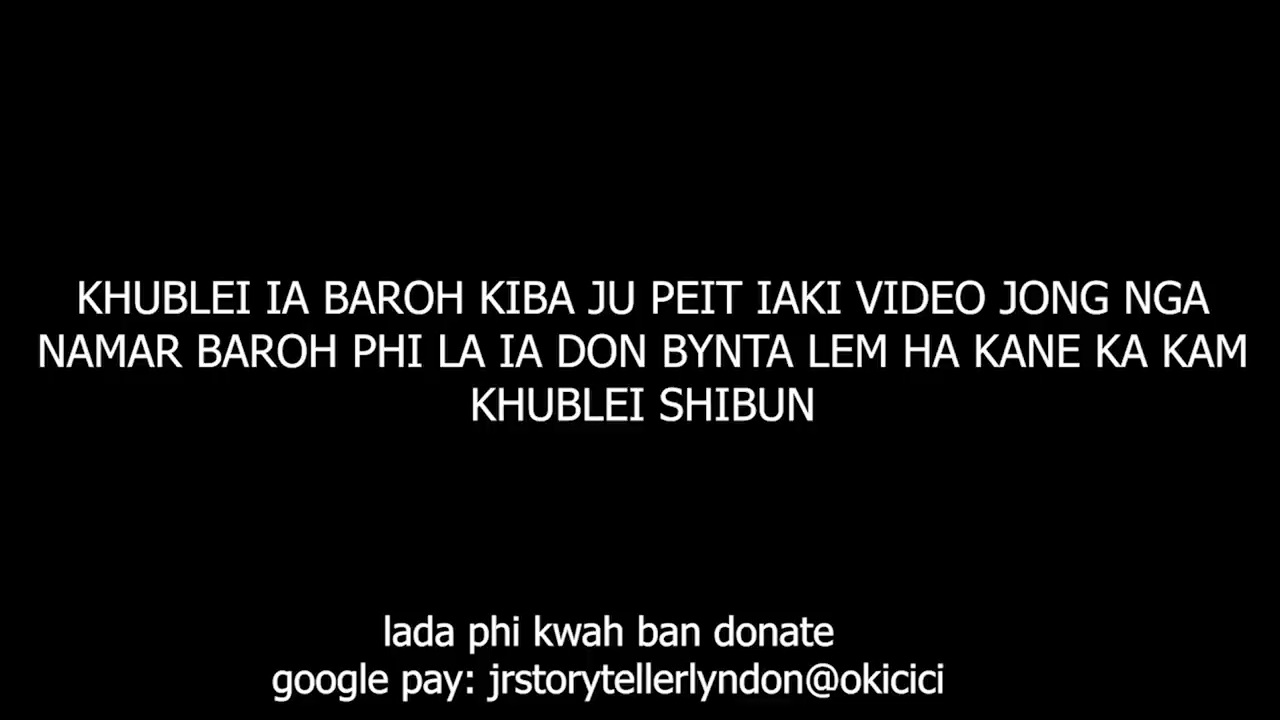 KHUBLEI IA BAROH KIBA JU PEIT IAKI VIDEO JONG NGA
NAMAR BAROH PHI LA IA DON BYNTA LEM HA KANE KA KAM
KHUBLEI SHIBUN
lada phi kwah ban donate
google pay: jrstorytellerlyndon@okicici